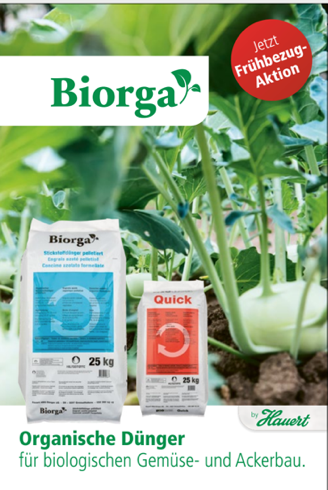 Jetzt
Frühbezug-
Aktion
Biorga
Biorga
Stickstoffdünger pelletiert
Engrais azoté pelletisé
Concime azotato formulato
25 kg
Biorga
Quick
25 kg
by Hauert
Organische Dünger
für biologischen Gemüse- und Ackerbau.